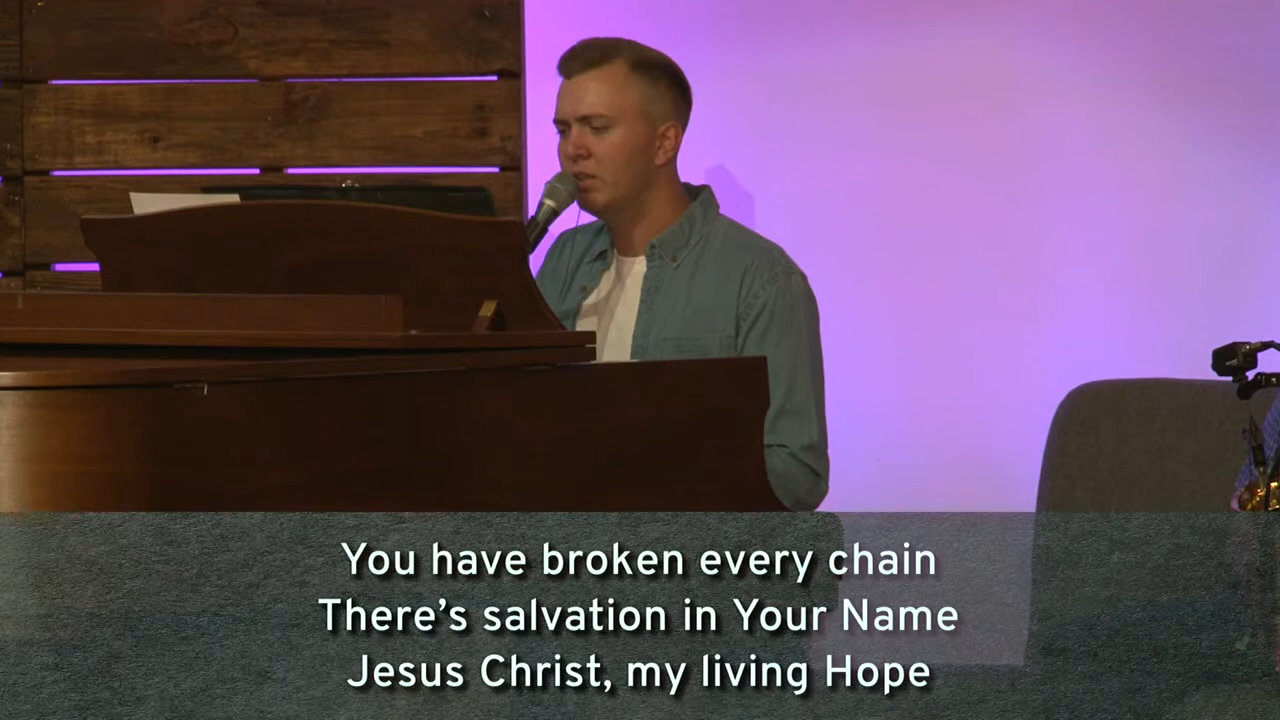 You have broken every chain
There’s salvation in Your Name
Jesus Christ, my living Hope